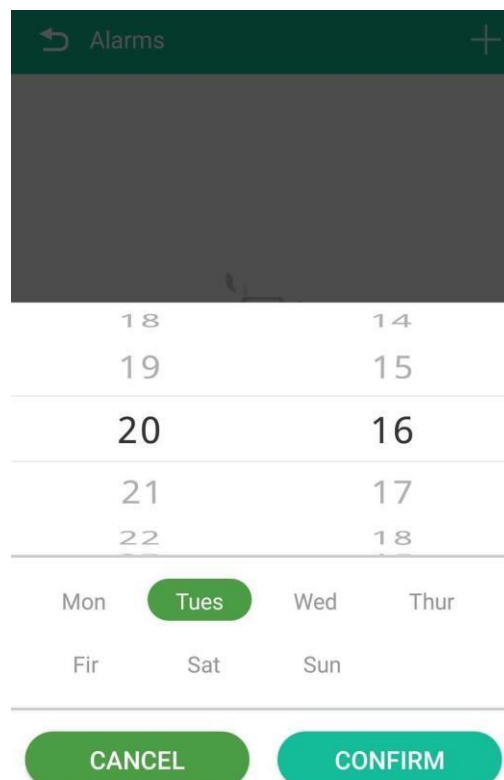 Alarms
18 14
19 15
20 16
21 17
22 18
Mon Tues Wed Thur
Fir Sat Sun
CANCEL CONFIRM